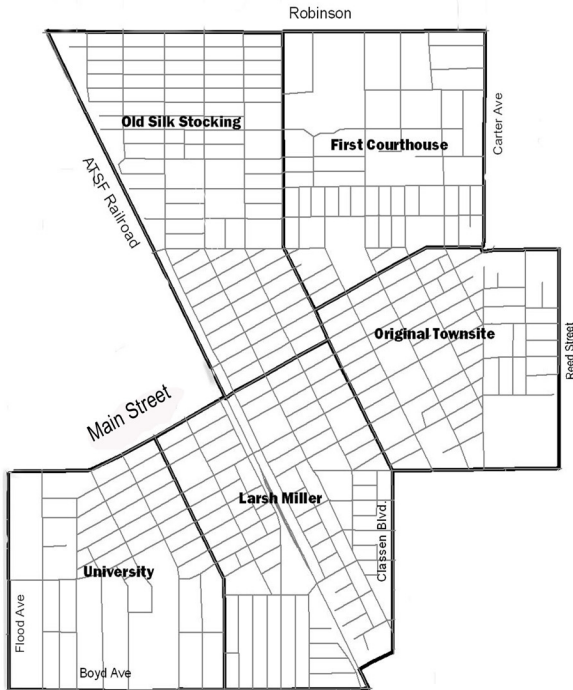 Robinson
Old Silk Stocking
First Courthouse
Carter Ave
ATSF Railroad
Original Townsite
Reed Street
Main Street
Larsh Miller
Classen Blvd.
University
Flood Ave
Boyd Ave